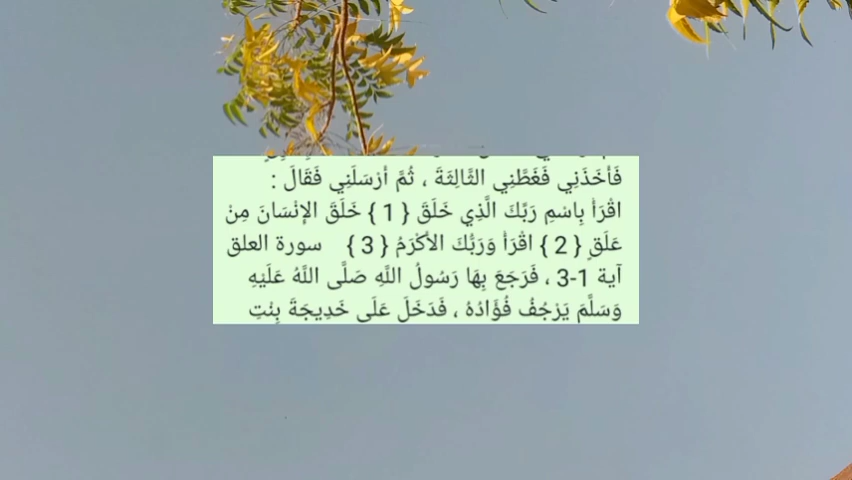 فَأَخَذَنِي فَغَطَّنِي الثَّالِثَةَ ، ثُمَّ أَرْسَلَنِي فَقَالَ :
اقْرَأْ بِاسْمِ رَبِّكَ الَّذِي خَلَقَ { 1 } خَلَقَ الإِنْسَانَ مِنْ
عَلَقٍ { 2 } اقْرَأْ وَرَبُّكَ الأَكْرَمُ { 3 } سورة العلق
آية 1-3 ، فَرَجَعَ بِهَا رَسُولُ اللَّهِ صَلَّى اللَّهُ عَلَيْهِ
وَسَلَّمَ يَرْجُفُ فُؤَادُهُ ، فَدَخَلَ عَلَى خَدِيجَةَ بِنْتِ